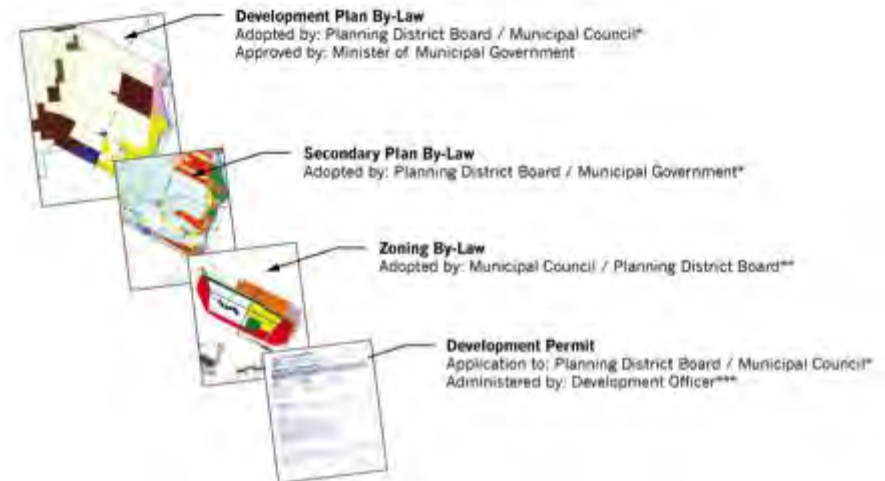 Development Plan By-Law
Adopted by: Planning District Board / Municipal Council*
Approved by: Minister of Municipal Government
Secondary Plan By-Law
Adopted by: Planning District Board / Municipal Government*
Zoning By-Law
Adopted by: Municipal Council / Planning District Board**
Development Permit
Application to: Planning District Board / Municipal Council*
Administered by: Development Officer***